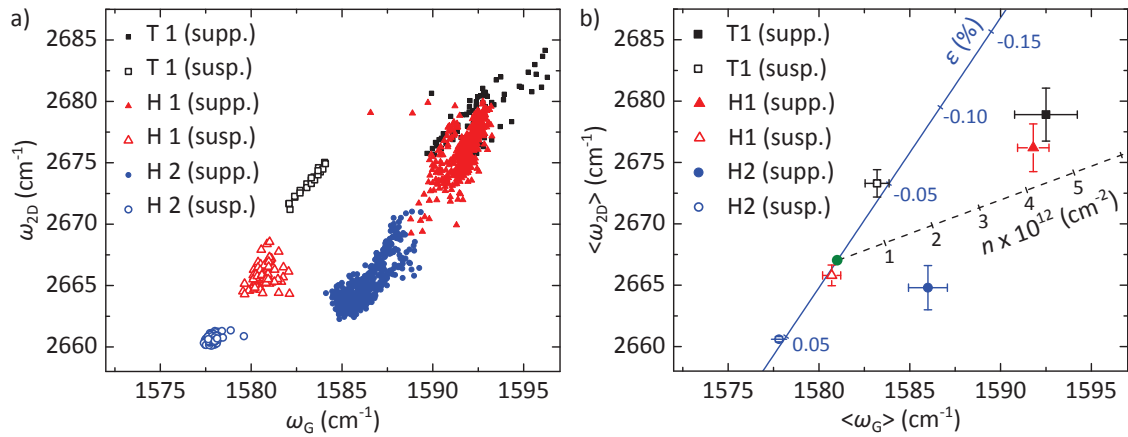 a)
ω2D (cm-1)
2685
2680
2675
2670
2665
2660
T 1 (supp.)
T 1 (susp.)
H 1 (supp.)
H 1 (susp.)
H 2 (supp.)
H 2 (susp.)
1575 1580 1585 1590 1595
ωG (cm-1)
b)
<ω2D> (cm-1)
2685
2680
2675
2670
2665
2660
T1 (supp.)
T1 (susp.)
H1 (supp.)
H1 (susp.)
H2 (supp.)
H2 (susp.)
ε (%)
-0.15
-0.10
-0.05
0.05
1 2 3 4 5
n x 10^12 (cm-2)
1575 1580 1585 1590 1595
<ωG> (cm-1)